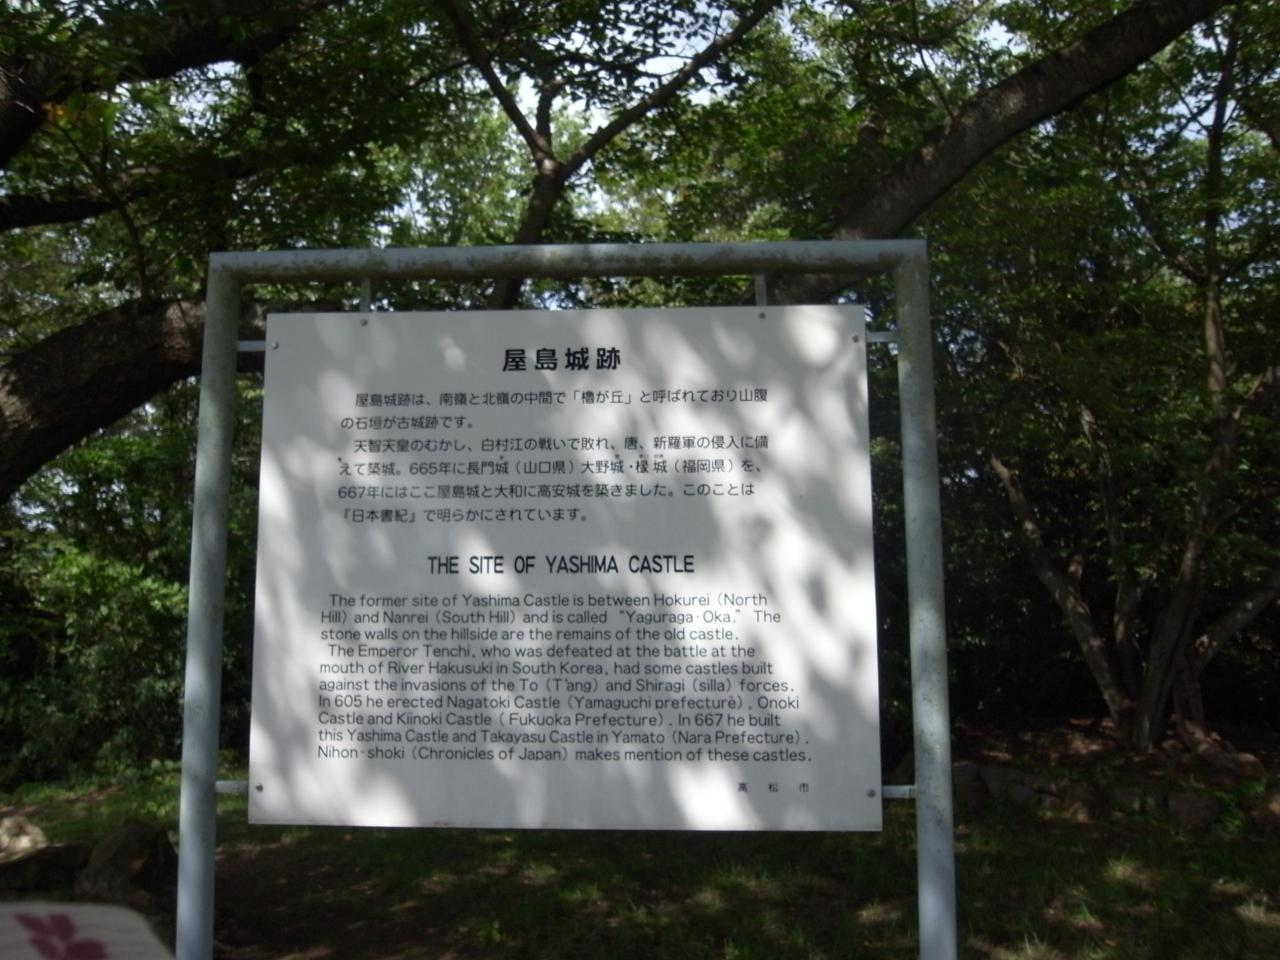 屋島城跡
屋島城跡は、南嶺と北嶺の中間で「櫓が丘」と呼ばれており山腹
の石垣が古城跡です。
天智天皇のむかし、白村江の戦いで敗れ、唐、新羅軍の侵入に備
えて築城。665年に長門城（山口県）大野城・椽城（福岡県）を、
667年にはここ屋島城と大和に高安城を築きました。このことは
『日本書紀』で明らかにされています。
THE SITE OF YASHIMA CASTLE
The former site of Yashima Castle is between Hokurei (North
Hill) and Nanrei (South Hill) and is called "Yaguraga-Oka." The
stone walls on the hillside are the remains of the old castle.
The Emperor Tenchi, who was defeated at the battle at the
mouth of River Hakusuki in South Korea, had some castles built
against the invasions of the To (T'ang) and Shiragi (silla) forces.
In 605 he erected Nagatoki Castle (Yamaguchi prefecture), Onoki
Castle and Kiinoki Castle (Fukuoka Prefecture). In 667 he built
this Yashima Castle and Takayasu Castle in Yamato (Nara Prefecture).
Nihon-shoki (Chronicles of Japan) makes mention of these castles.
高松市